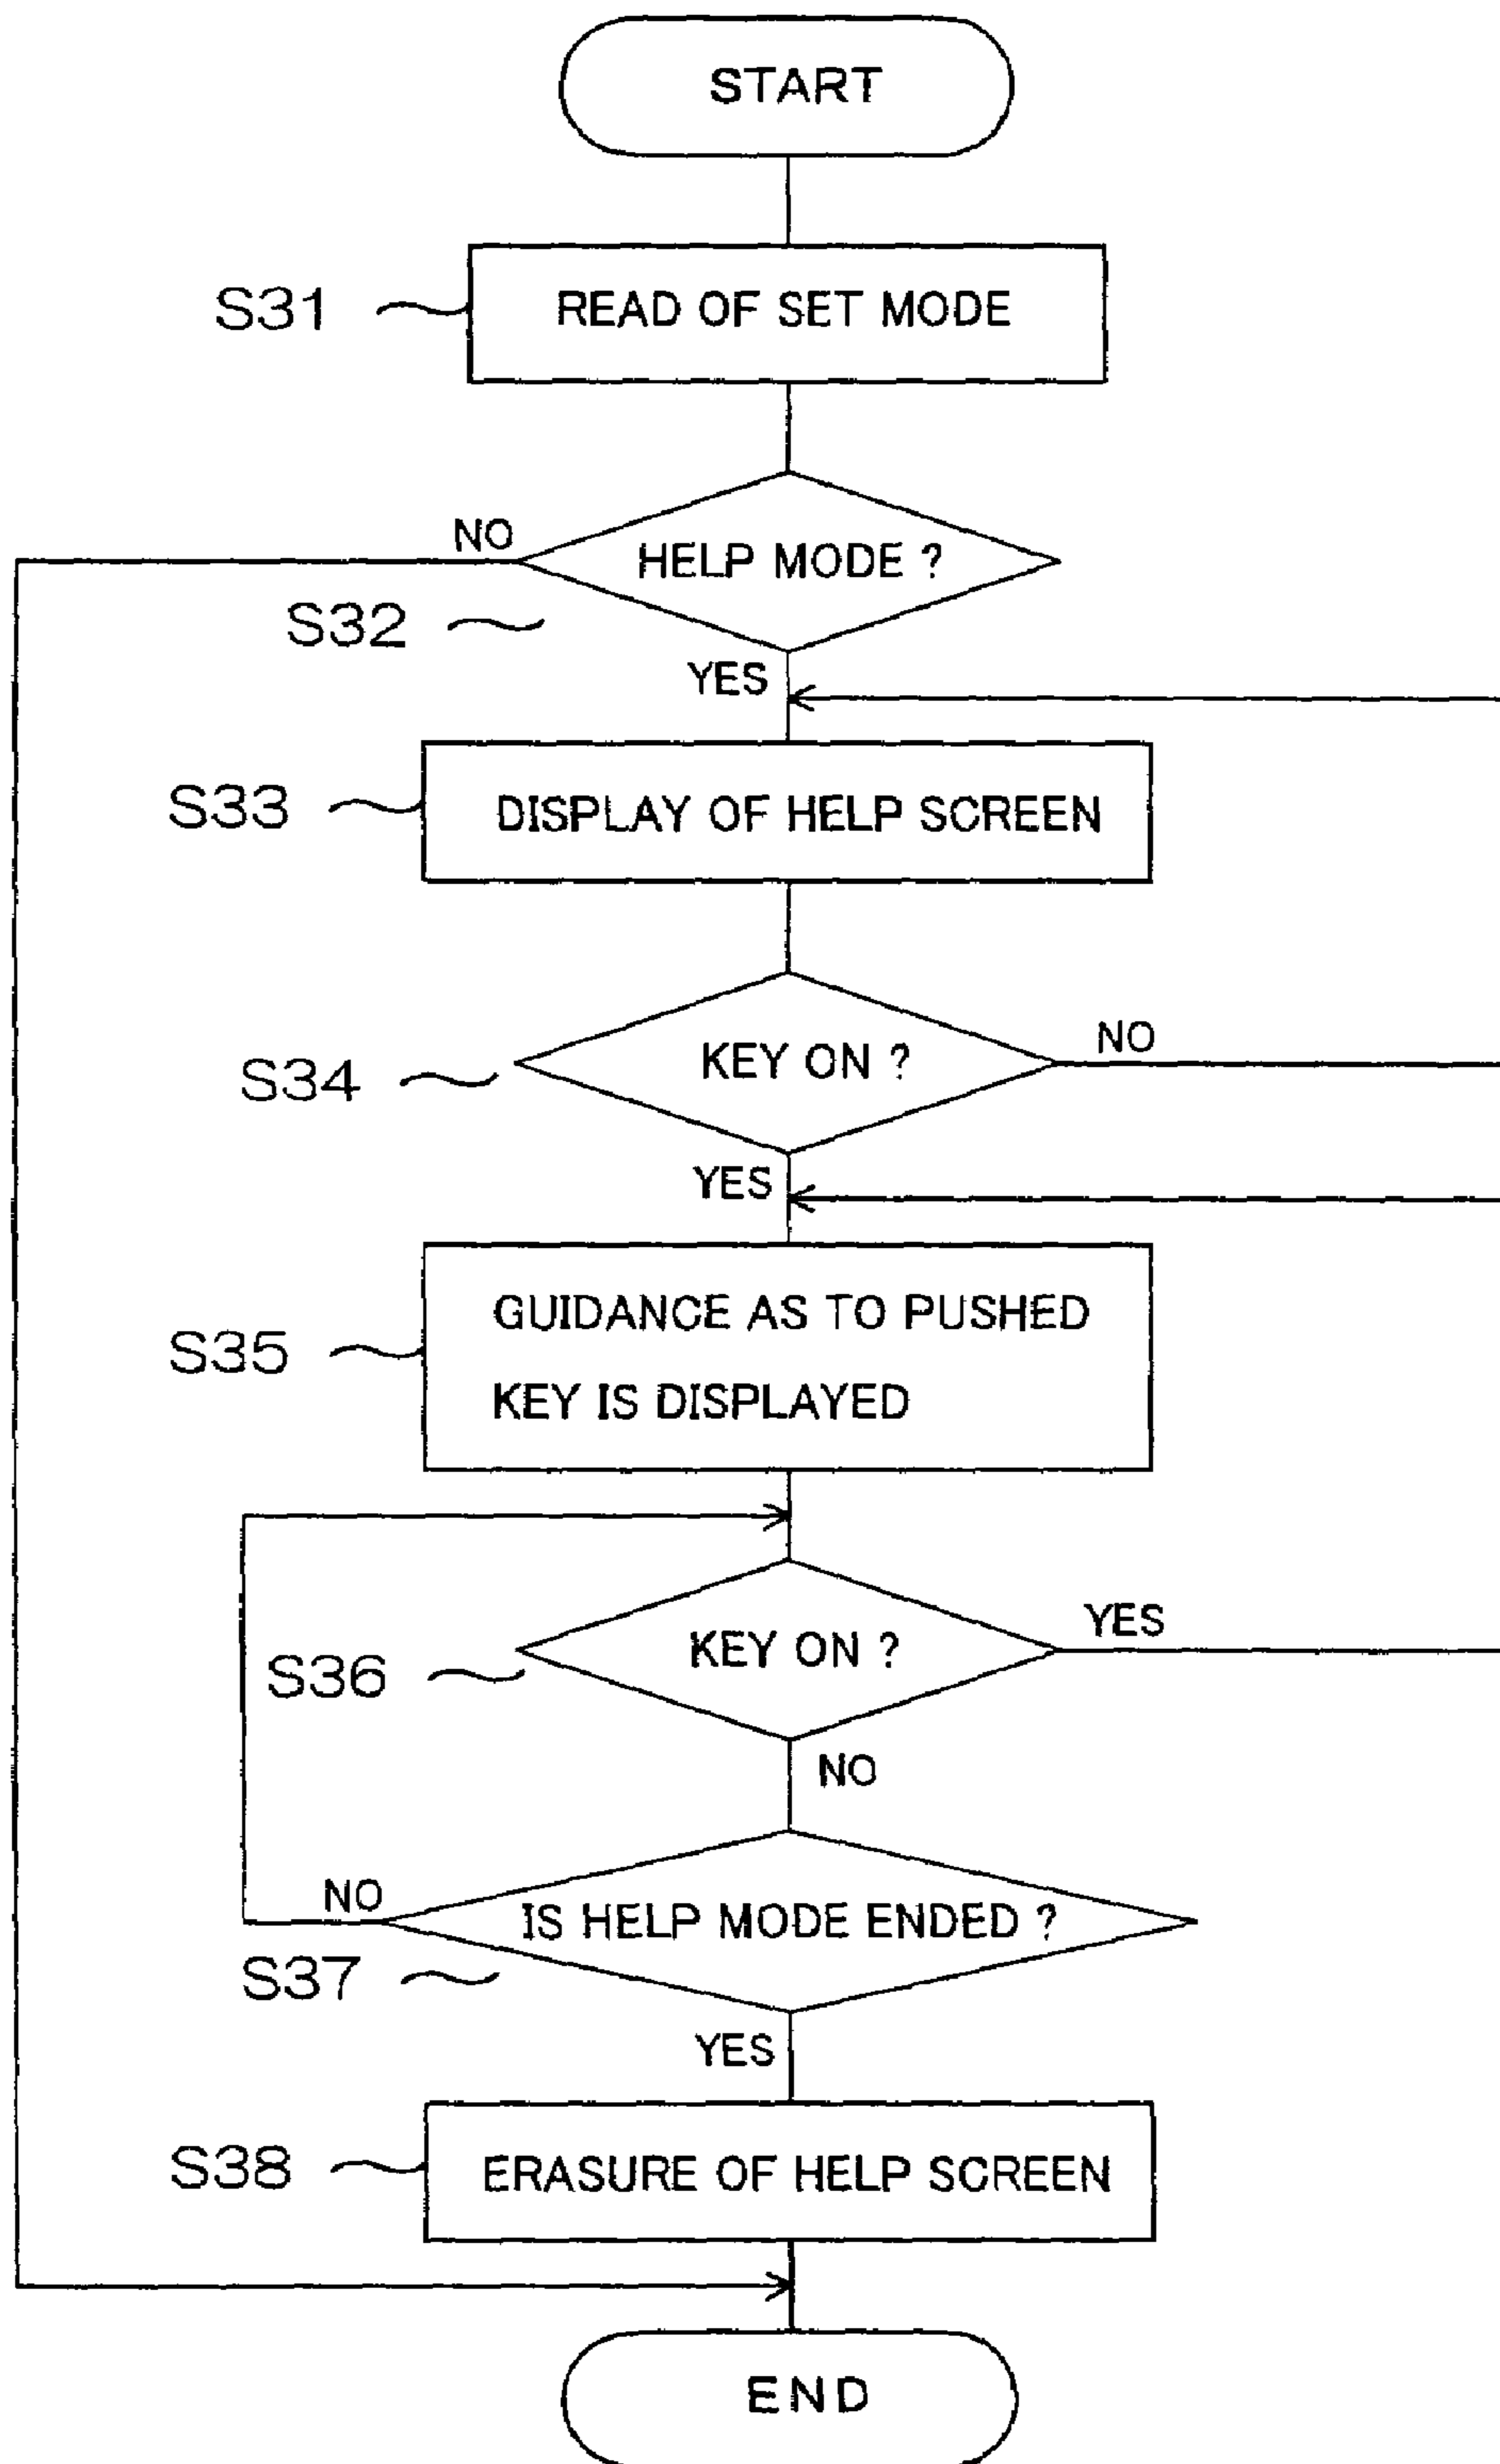 START
S31
READ OF SET MODE
NO
HELP MODE ?
S32
YES
S33
DISPLAY OF HELP SCREEN
S34
KEY ON ?
NO
YES
S35
GUIDANCE AS TO PUSHED
KEY IS DISPLAYED
S36
KEY ON ?
YES
NO
NO
IS HELP MODE ENDED ?
S37
YES
S38
ERASURE OF HELP SCREEN
END